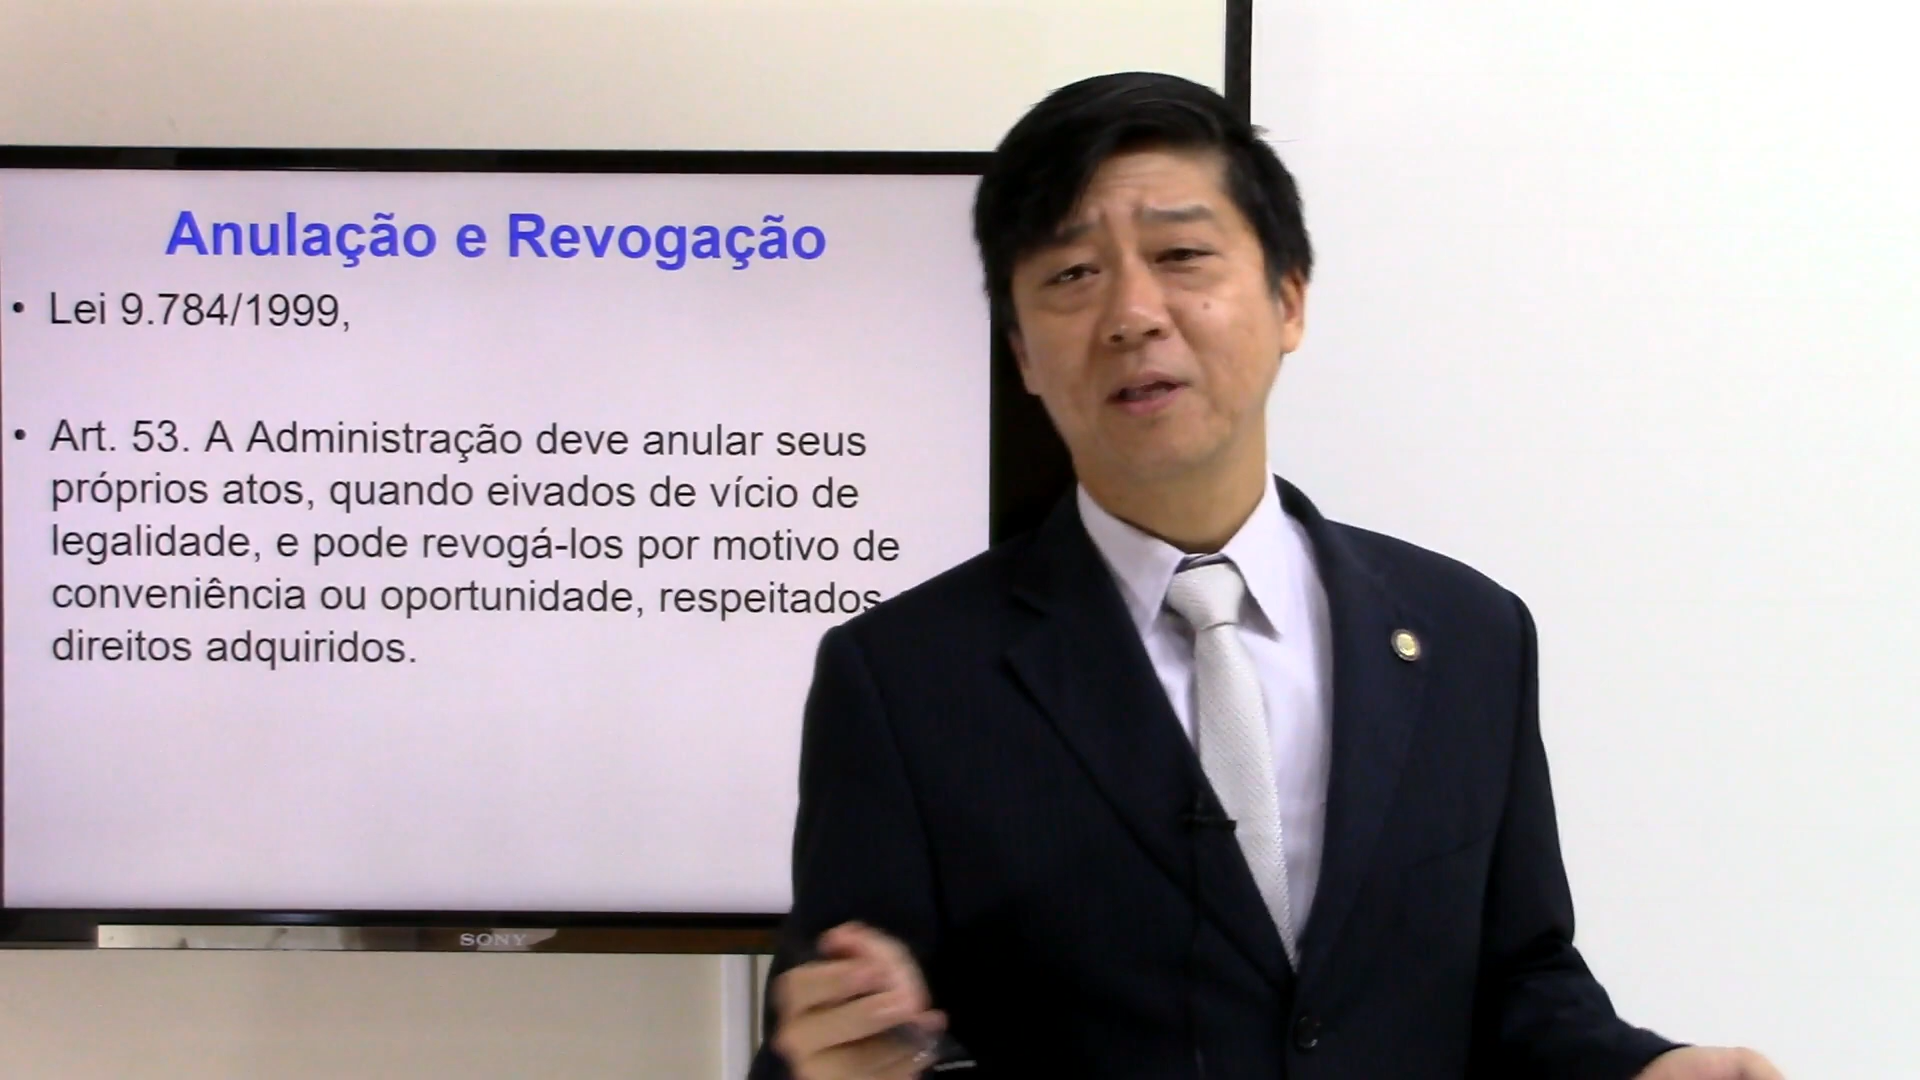 Anulação e Revogação
• Lei 9.784/1999,
• Art. 53. A Administração deve anular seus
próprios atos, quando eivados de vício de
legalidade, e pode revogá-los por motivo de
conveniência ou oportunidade, respeitados
direitos adquiridos.
SONY